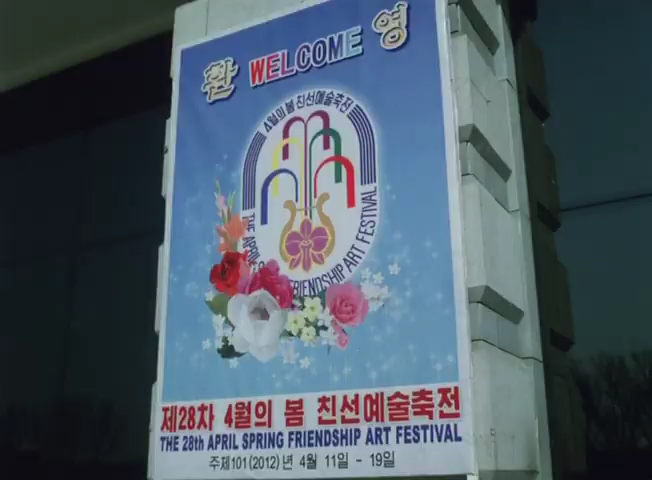 환 WELCOME 영
4월의 봄 친선예술축전
THE APRIL S FRIENDSHIP ART FESTIVAL
제28차 4월의 봄 친선예술축전
THE 28th APRIL SPRING FRIENDSHIP ART FESTIVAL
주체101(2012)년 4월 11일 - 19일